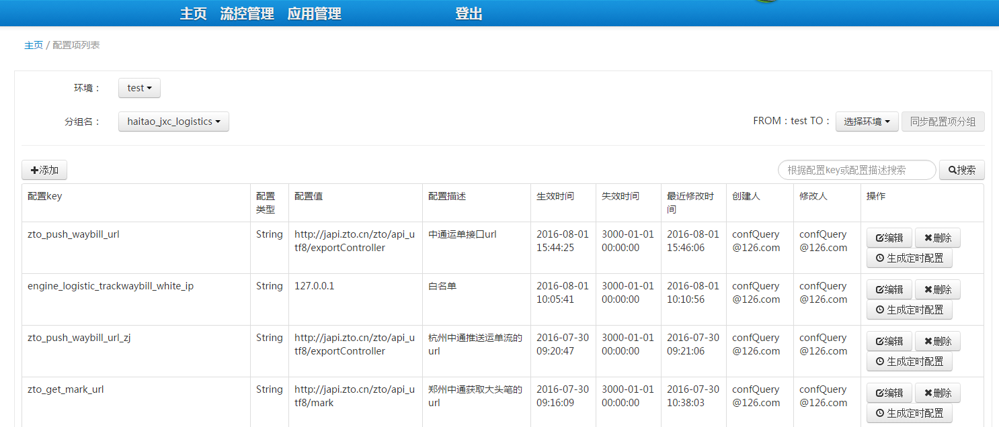 主页 流控管理 应用管理 登出
主页 / 配置项列表
环境： test
分组名： haitao_jxc_logistics FROM：test TO： 选择环境 同步配置项分组
添加 根据配置key或配置描述搜索 搜索
配置key 配置 配置值 配置描述 生效时间 失效时间 最近修改时 创建人 修改人 操作
类型 间
zto_push_waybill_url String http://japi.zto.cn/zto/api_u 中通运单接口url 2016-08-01 3000-01-01 2016-08-01 confQuery confQuery 编辑 删除
tf8/exportController 15:44:25 00:00:00 15:46:06 @126.com @126.com 生成定时配置
engine_logistic_trackwaybill_white_ip String 127.0.0.1 白名单 2016-08-01 3000-01-01 2016-08-01 confQuery confQuery 编辑 删除
10:05:41 00:00:00 10:10:56 @126.com @126.com 生成定时配置
zto_push_waybill_url_zj String http://japi.zto.cn/zto/api_u 杭州中通推送运单流的 2016-07-30 3000-01-01 2016-07-30 confQuery confQuery 编辑 删除
tf8/exportController url 09:20:47 00:00:00 09:21:06 @126.com @126.com 生成定时配置
zto_get_mark_url String http://japi.zto.cn/zto/api_u 郑州中通获取大头笔的 2016-07-30 3000-01-01 2016-07-30 confQuery confQuery 编辑 删除
tf8/mark url 09:16:09 00:00:00 10:38:03 @126.com @126.com 生成定时配置